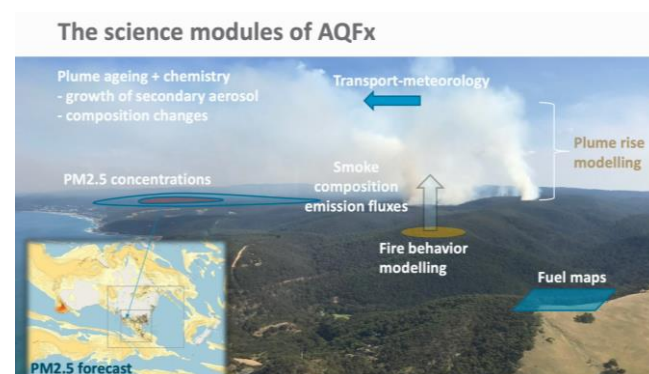 The science modules of AQFx
Plume ageing + chemistry
- growth of secondary aerosol
- composition changes
Transport-meteorology
Plume rise
modelling
Smoke
composition
emission fluxes
PM2.5 concentrations
Fire behavior
modelling
Fuel maps
PM2.5 forecast